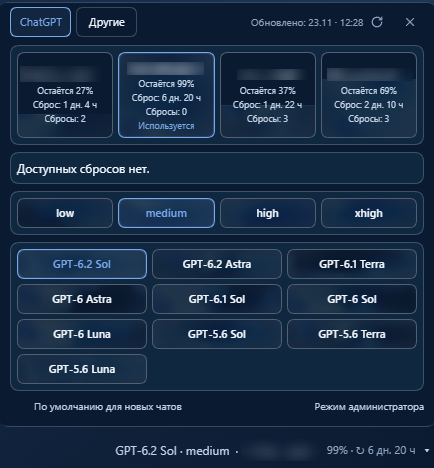 ChatGPT
Другие
Обновлено: 23.11 · 12:28
Остаётся 27%
Сброс: 1 дн. 4 ч
Сбросы: 2
Остаётся 99%
Сброс: 6 дн. 20 ч
Сбросы: 0
Используется
Остаётся 37%
Сброс: 1 дн. 22 ч
Сбросы: 3
Остаётся 69%
Сброс: 2 дн. 10 ч
Сбросы: 3
Доступных сбросов нет.
low
medium
high
xhigh
GPT-6.2 Sol
GPT-6.2 Astra
GPT-6.1 Terra
GPT-6 Astra
GPT-6.1 Sol
GPT-6 Sol
GPT-6 Luna
GPT-5.6 Sol
GPT-5.6 Terra
GPT-5.6 Luna
По умолчанию для новых чатов
Режим администратора
GPT-6.2 Sol · medium ·
99% · ↻ 6 дн. 20 ч